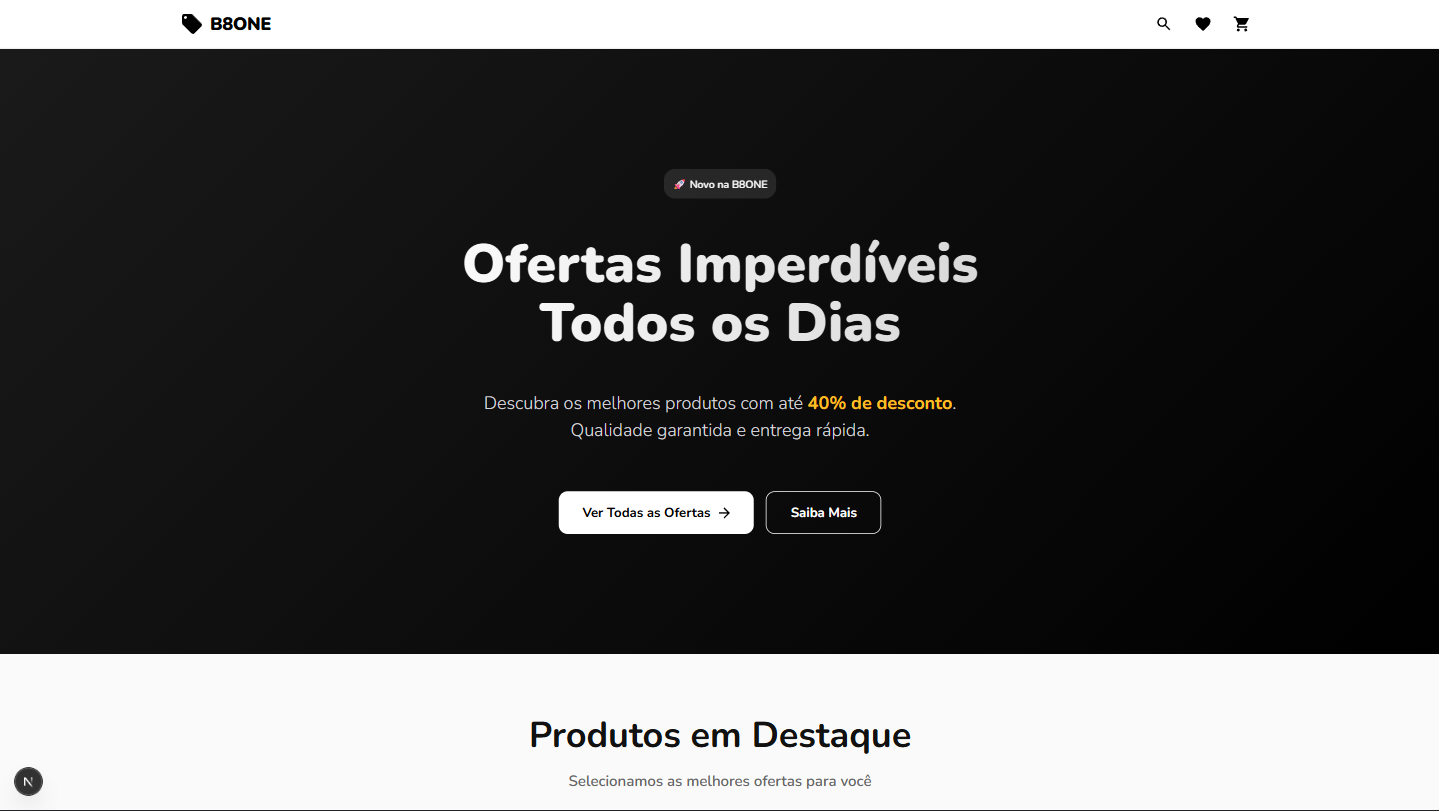 B8ONE
🚀 Novo na B8ONE
Ofertas Imperdíveis
Todos os Dias
Descubra os melhores produtos com até 40% de desconto.
Qualidade garantida e entrega rápida.
Ver Todas as Ofertas →
Saiba Mais
Produtos em Destaque
Selecionamos as melhores ofertas para você
N